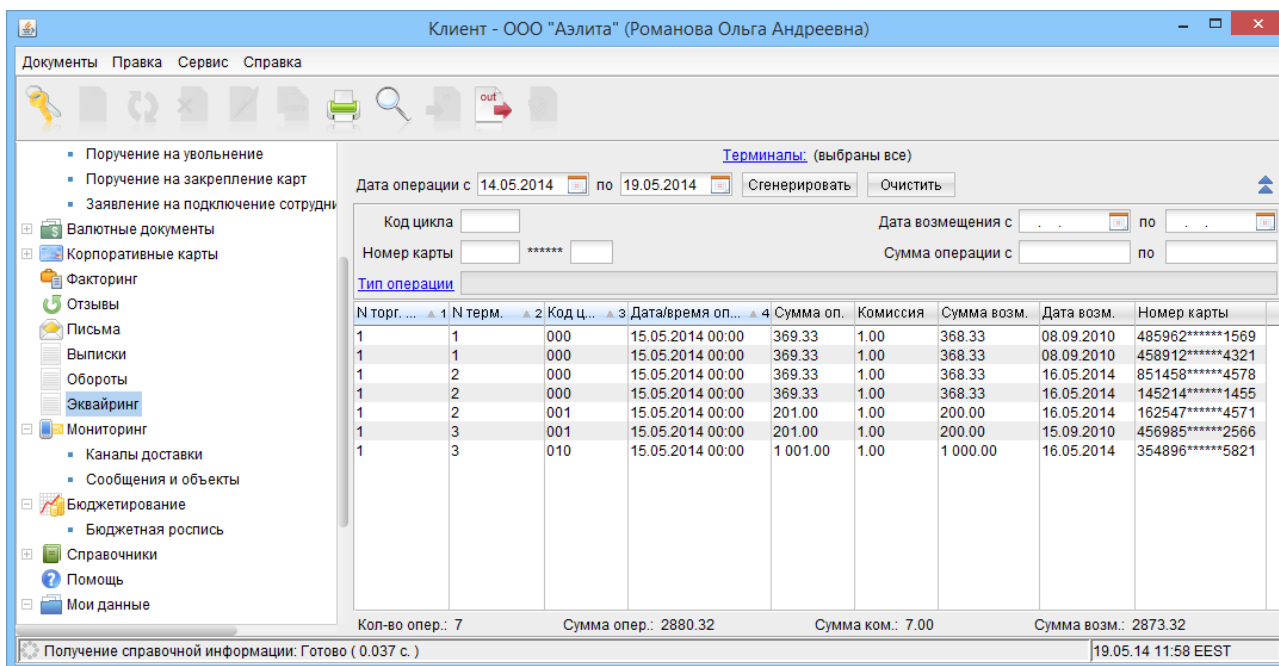 Клиент - ООО "Аэлита" (Романова Ольга Андреевна)
Документы Правка Сервис Справка
out
Поручение на увольнение
Поручение на закрепление карт
Заявление на подключение сотрудни
Валютные документы
Корпоративные карты
Факторинг
Отзывы
Письма
Выписки
Обороты
Эквайринг
Мониторинг
Каналы доставки
Сообщения и объекты
Бюджетирование
Бюджетная роспись
Справочники
Помощь
Мои данные
Терминалы: (выбраны все)
Дата операции с 14.05.2014 по 19.05.2014 Сгенерировать Очистить
Код цикла Дата возмещения с . . по . .
Номер карты ****** Сумма операции с по
Тип операции
N торг. ... 1 N терм. 2 Код ц... 3 Дата/время оп... 4 Сумма оп. Комиссия Сумма возм. Дата возм. Номер карты
1 1 000 15.05.2014 00:00 369.33 1.00 368.33 08.09.2010 485962******1569
1 1 000 15.05.2014 00:00 369.33 1.00 368.33 08.09.2010 458912******4321
1 2 000 15.05.2014 00:00 369.33 1.00 368.33 16.05.2014 851458******4578
1 2 000 15.05.2014 00:00 369.33 1.00 368.33 16.05.2014 145214******1455
1 2 001 15.05.2014 00:00 201.00 1.00 200.00 16.05.2014 162547******4571
1 3 001 15.05.2014 00:00 201.00 1.00 200.00 15.09.2010 456985******2566
1 3 010 15.05.2014 00:00 1 001.00 1.00 1 000.00 16.05.2014 354896******5821
Кол-во опер.: 7 Сумма опер.: 2880.32 Сумма ком.: 7.00 Сумма возм.: 2873.32
Получение справочной информации: Готово ( 0.037 с. ) 19.05.14 11:58 EEST